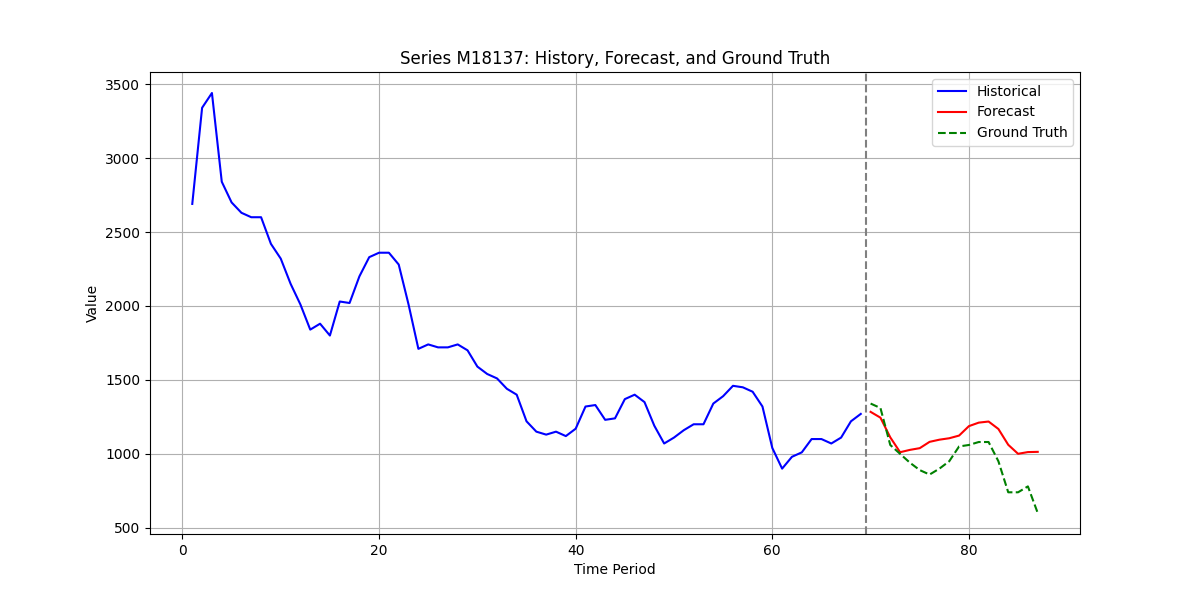 Series M18137: History, Forecast, and Ground Truth
3500
3000
2500
2000
1500
1000
500
Value
0
20
40
60
80
Time Period
Historical
Forecast
Ground Truth